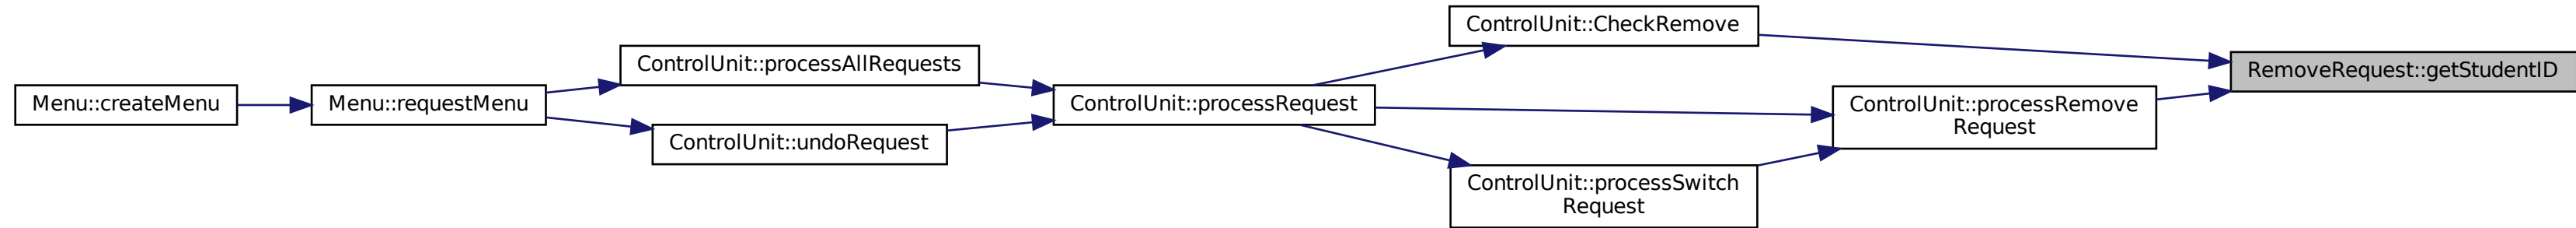 Menu::createMenu
Menu::requestMenu
ControlUnit::processAllRequests
ControlUnit::undoRequest
ControlUnit::processRequest
ControlUnit::CheckRemove
ControlUnit::processSwitch
Request
ControlUnit::processRemove
Request
RemoveRequest::getStudentID